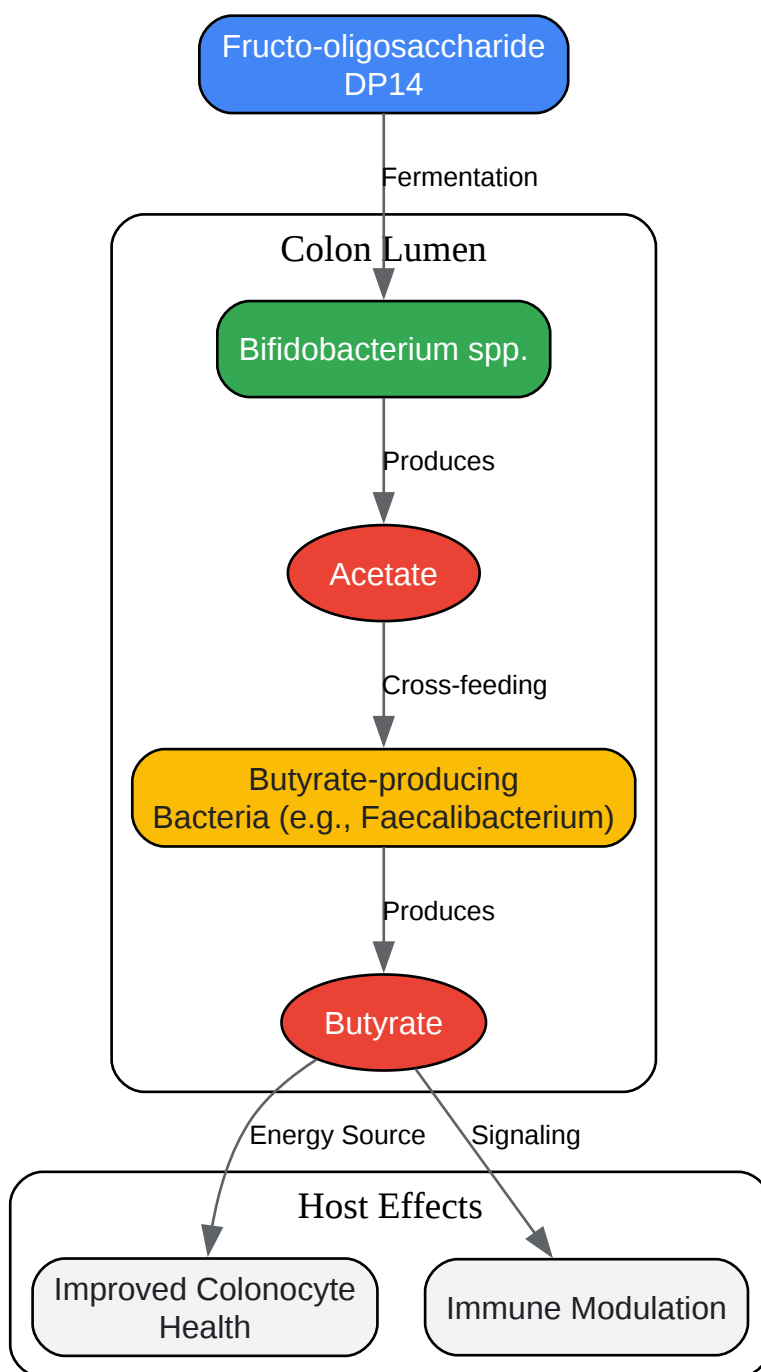 Fructo-oligosaccharide
DP14
Fermentation
Colon Lumen
Bifidobacterium spp.
Produces
Acetate
Cross-feeding
Butyrate-producing
Bacteria (e.g., Faecalibacterium)
Produces
Butyrate
Energy Source
Signaling
Host Effects
Improved Colonocyte
Health
Immune Modulation